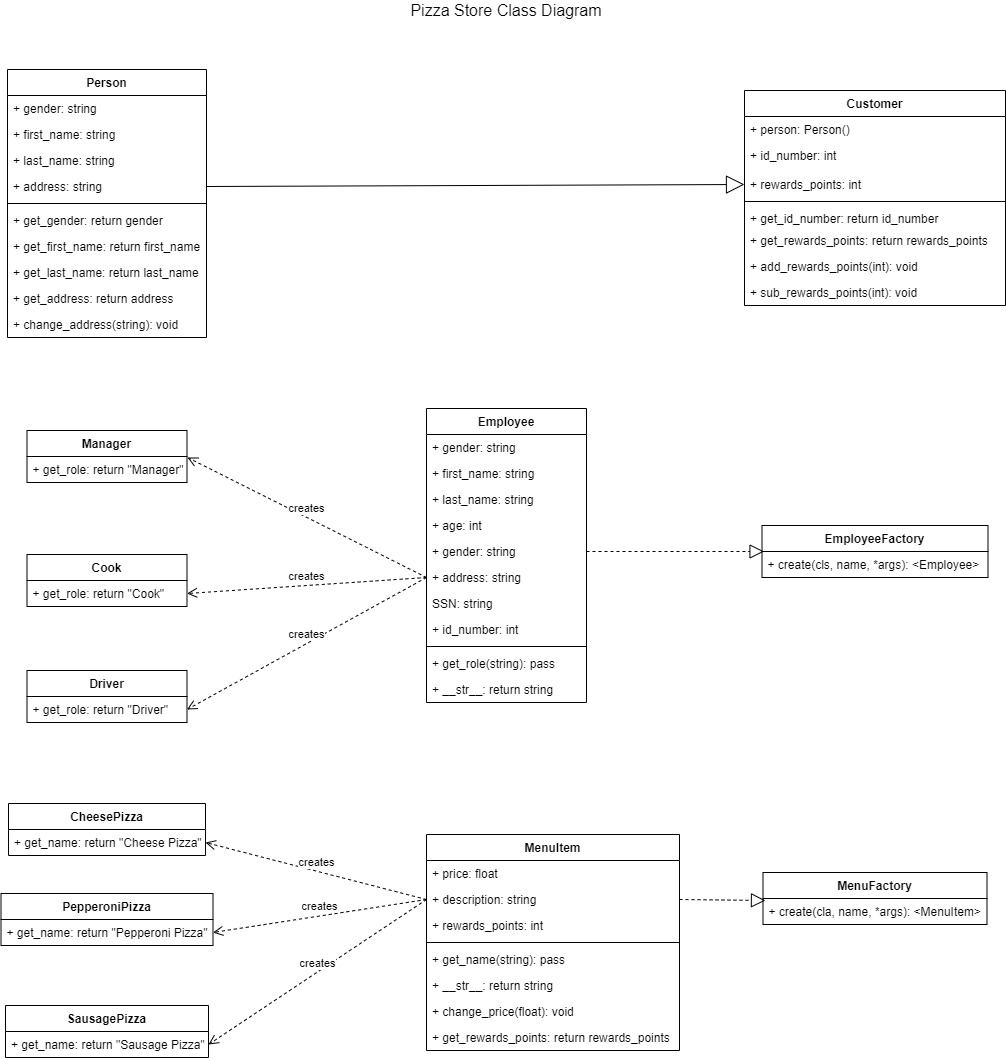 Pizza Store Class Diagram
Person
+ gender: string
+ first_name: string
+ last_name: string
+ address: string
+ get_gender: return gender
+ get_first_name: return first_name
+ get_last_name: return last_name
+ get_address: return address
+ change_address(string): void
Customer
+ person: Person()
+ id_number: int
+ rewards_points: int
+ get_id_number: return id_number
+ get_rewards_points: return rewards_points
+ add_rewards_points(int): void
+ sub_rewards_points(int): void
Manager
+ get_role: return "Manager"
Cook
+ get_role: return "Cook"
Driver
+ get_role: return "Driver"
creates
creates
creates
Employee
+ gender: string
+ first_name: string
+ last_name: string
+ age: int
+ gender: string
+ address: string
SSN: string
+ id_number: int
+ get_role(string): pass
+ __str__: return string
EmployeeFactory
+ create(cls, name, *args): <Employee>
CheesePizza
+ get_name: return "Cheese Pizza"
PepperoniPizza
+ get_name: return "Pepperoni Pizza"
SausagePizza
+ get_name: return "Sausage Pizza"
creates
creates
creates
MenuItem
+ price: float
+ description: string
+ rewards_points: int
+ get_name(string): pass
+ __str__: return string
+ change_price(float): void
+ get_rewards_points: return rewards_points
MenuFactory
+ create(cla, name, *args): <MenuItem>